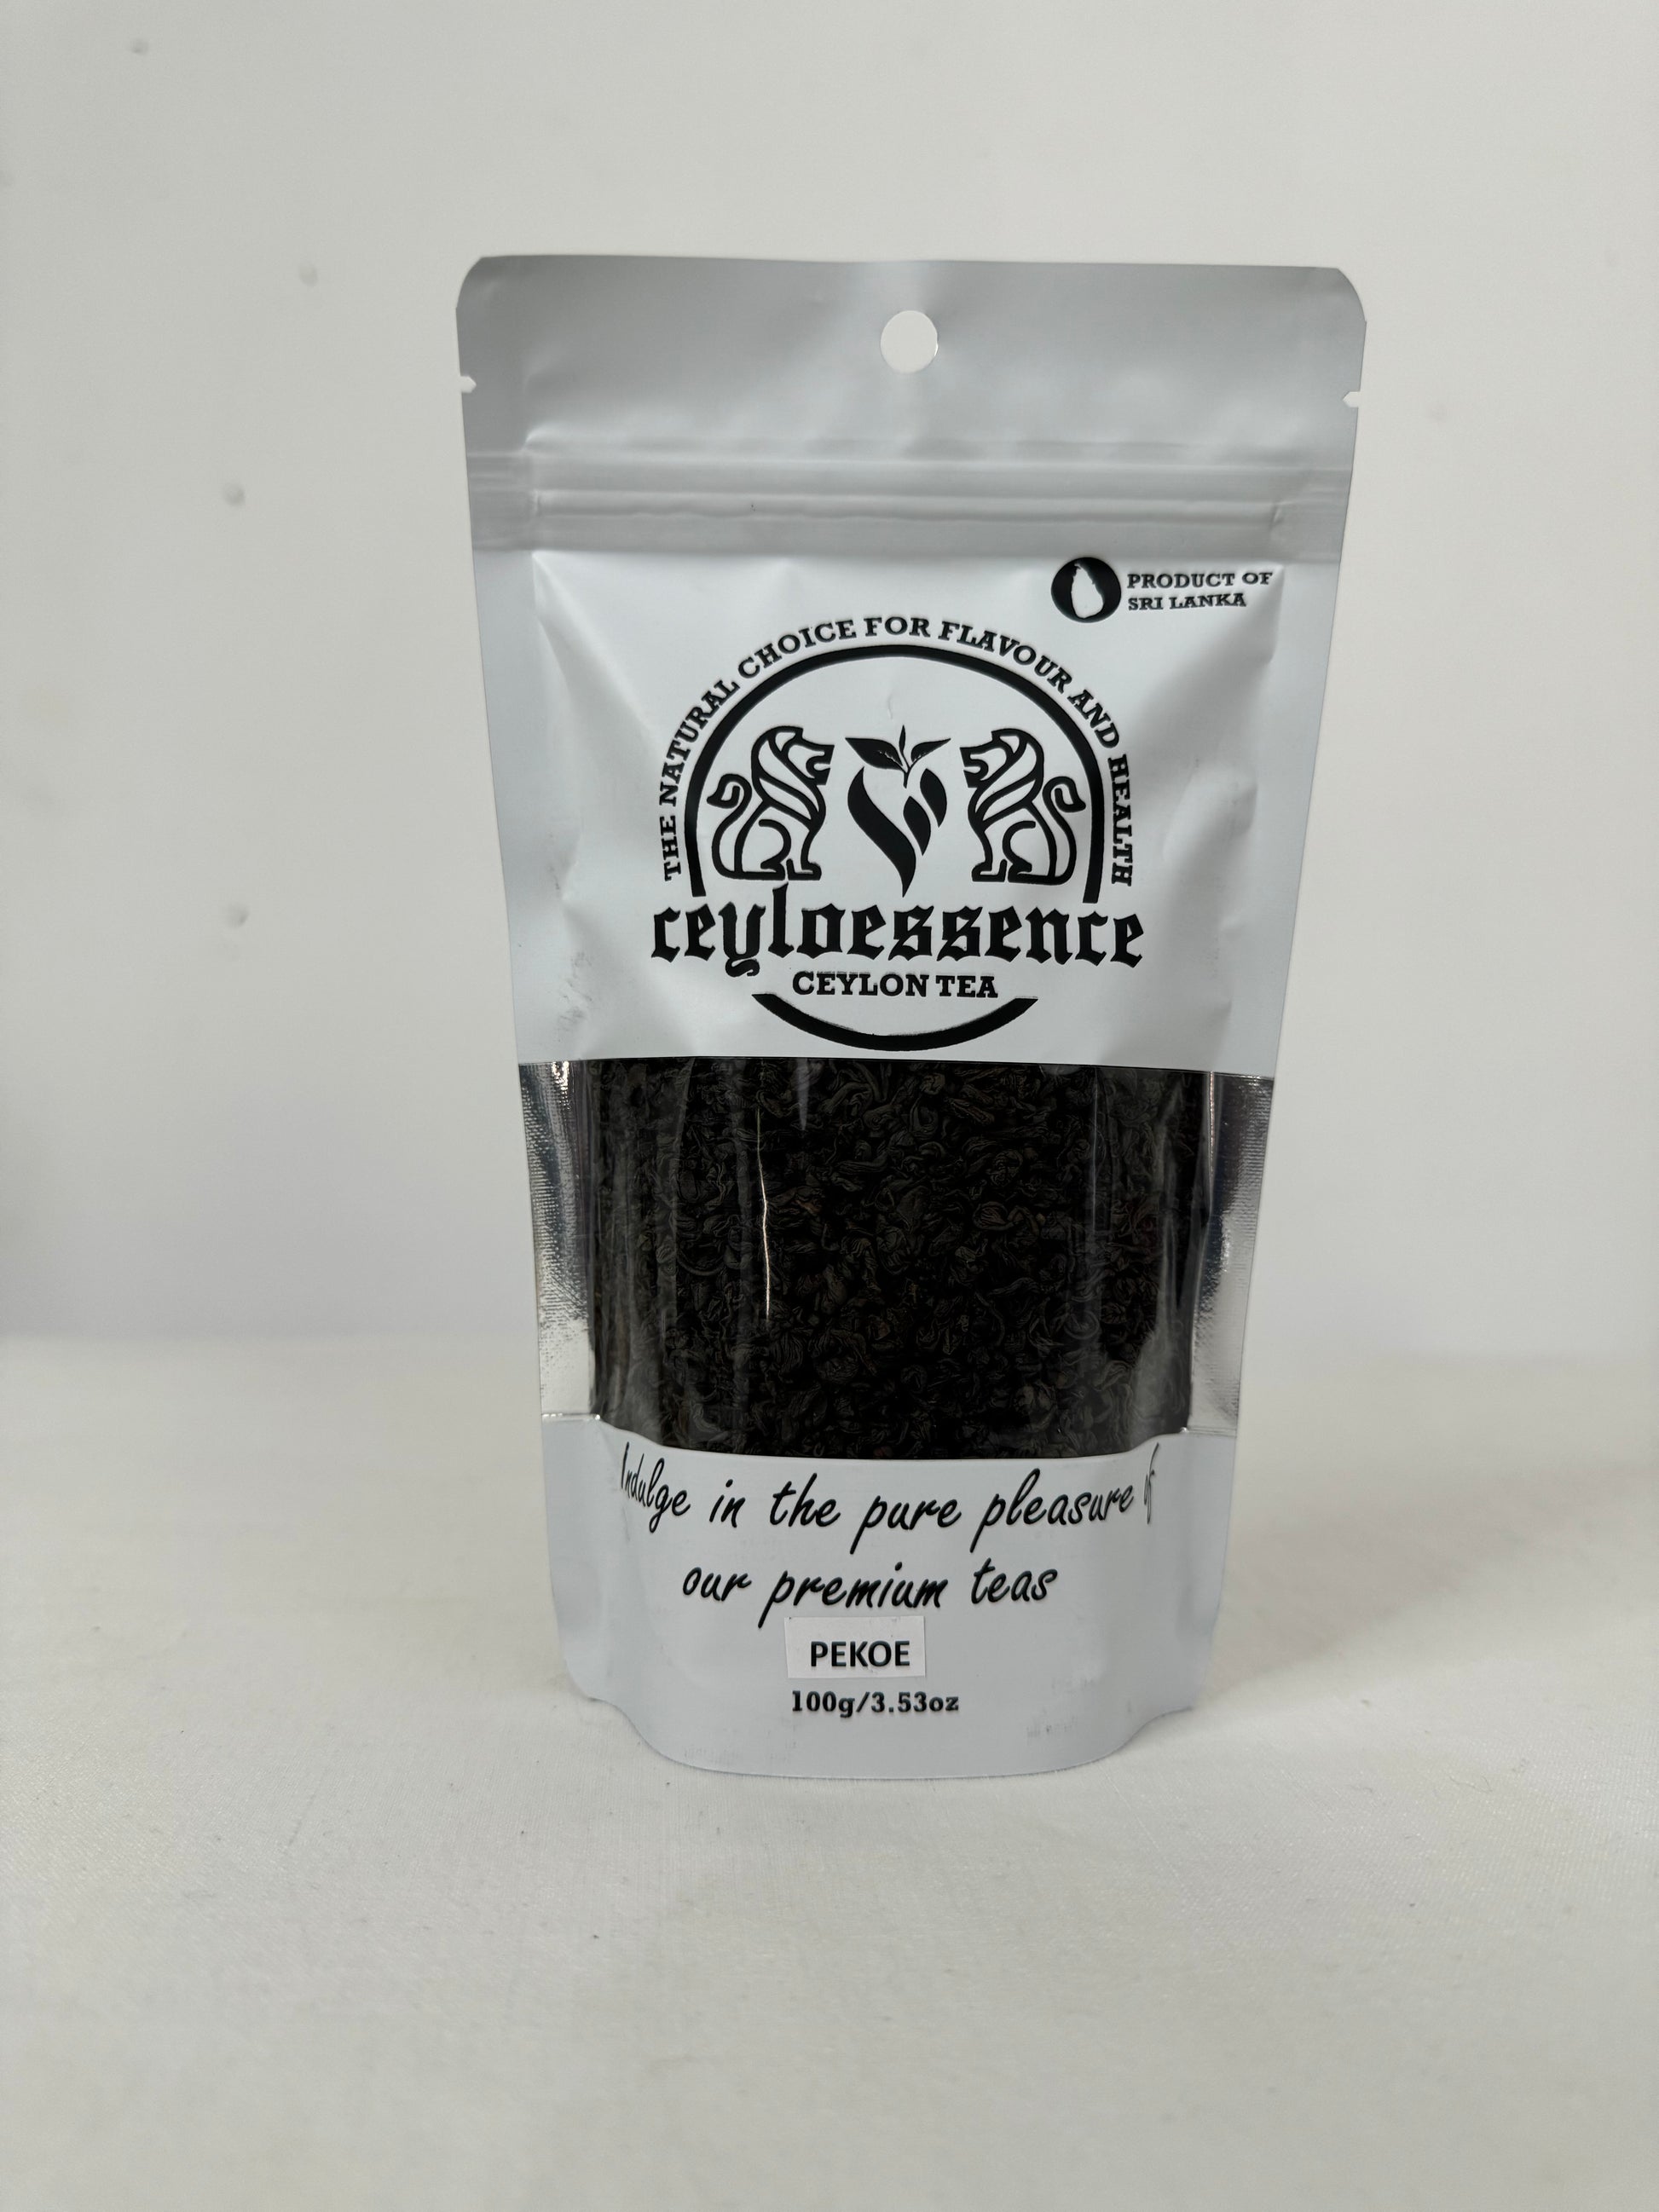 PRODUCT OF
SRI LANKA
THE NATURAL CHOICE FOR FLAVOUR AND HEALTH
ceyloessence
CEYLON TEA
Indulge in the pure pleasure of
our premium teas
PEKOE
100g/3.53oz